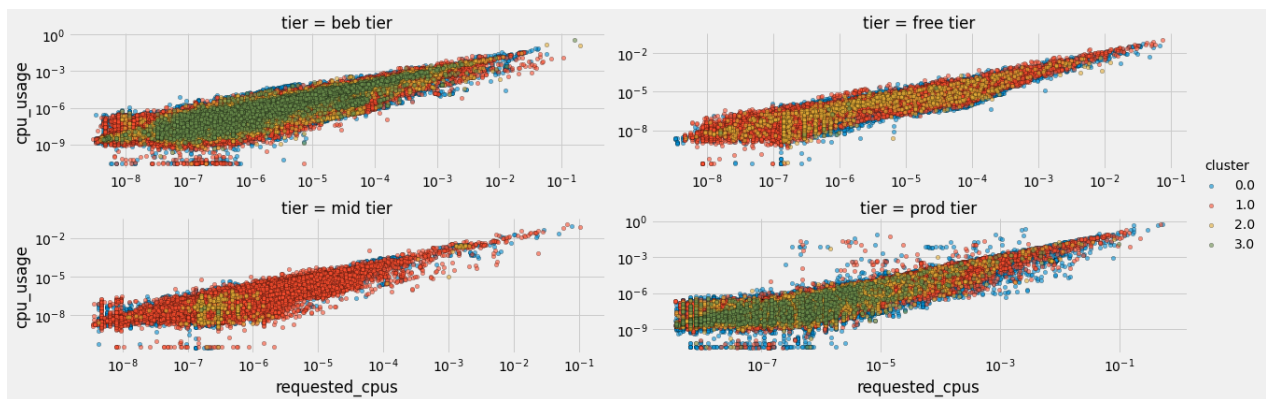 tier = beb tier
tier = free tier
cpu_usage
10⁰
10⁻³
10⁻⁶
10⁻⁹
10⁻⁸ 10⁻⁷ 10⁻⁶ 10⁻⁵ 10⁻⁴ 10⁻³ 10⁻² 10⁻¹
10⁻²
10⁻⁵
10⁻⁸
10⁻⁸ 10⁻⁷ 10⁻⁶ 10⁻⁵ 10⁻⁴ 10⁻³ 10⁻² 10⁻¹
tier = mid tier
tier = prod tier
cpu_usage
10⁻²
10⁻⁵
10⁻⁸
10⁻⁸ 10⁻⁷ 10⁻⁶ 10⁻⁵ 10⁻⁴ 10⁻³ 10⁻² 10⁻¹
requested_cpus
10⁰
10⁻³
10⁻⁶
10⁻⁹
10⁻⁷ 10⁻⁵ 10⁻³ 10⁻¹
requested_cpus
cluster
0.0
1.0
2.0
3.0